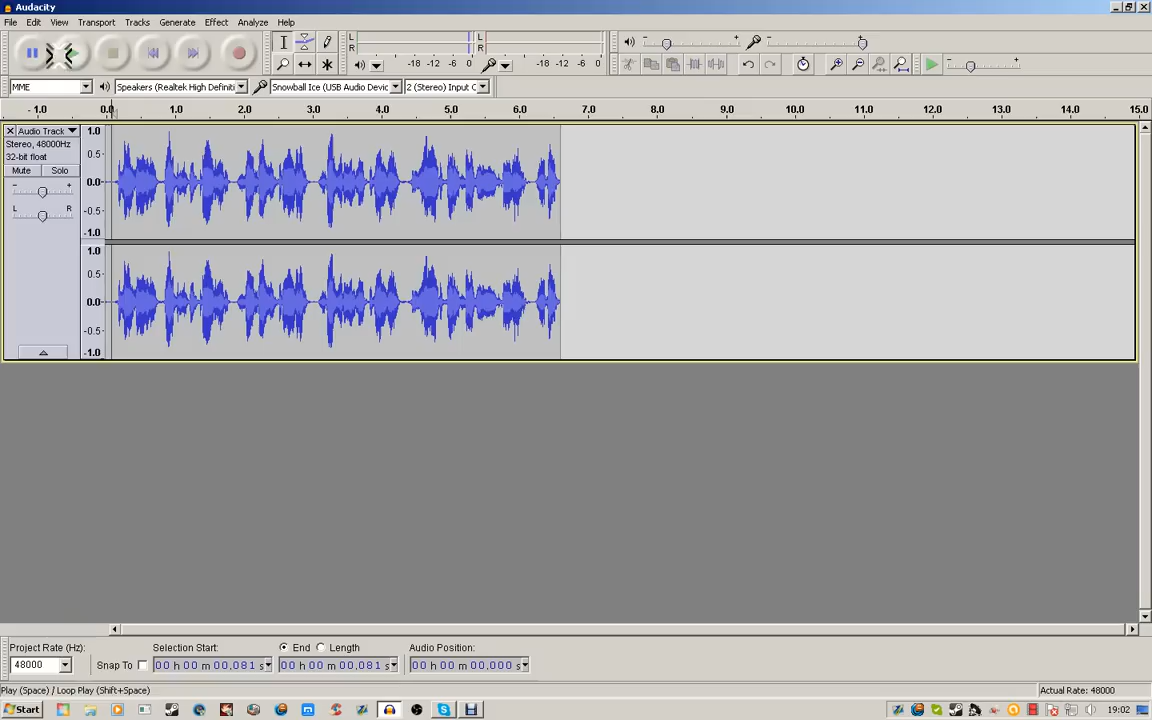 Audacity
File Edit View Transport Tracks Generate Effect Analyze Help
L
R
-18 -12 -6 0
L
R
-18 -12 -6 0
MME
Speakers (Realtek High Definiti
Snowball Ice (USB Audio Devic
2 (Stereo) Input C
- 1.0 0.0 1.0 2.0 3.0 4.0 5.0 6.0 7.0 8.0 9.0 10.0 11.0 12.0 13.0 14.0 15.0
Audio Track
Stereo, 48000Hz
32-bit float
Mute Solo
- +
L R
1.0
0.5
0.0
-0.5
-1.0
1.0
0.5
0.0
-0.5
-1.0
Project Rate (Hz):
48000
Snap To
Selection Start:
00 h 00 m 00,081 s
End Length
00 h 00 m 00,081 s
Audio Position:
00 h 00 m 00,000 s
Play (Space) / Loop Play (Shift+Space)
Actual Rate: 48000
Start
19:02